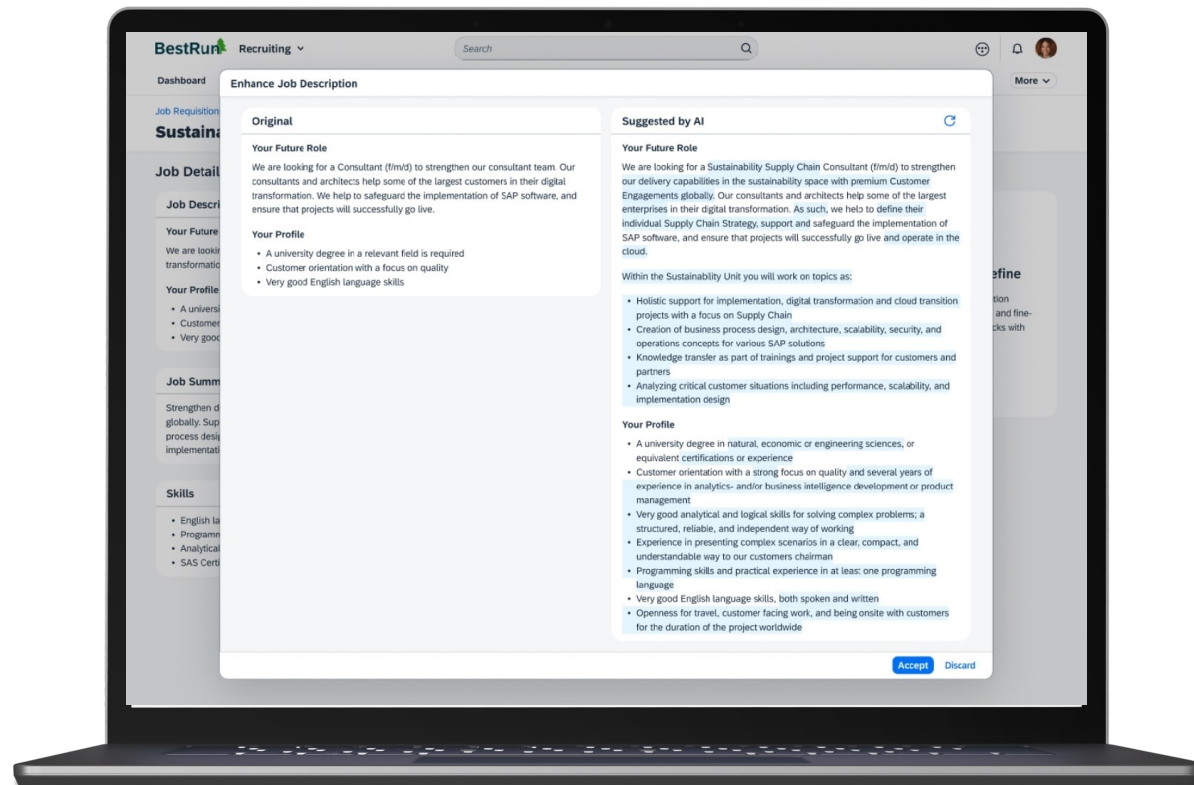 BestRun Recruiting Search
Dashboard More
Job Requisition
Sustaina
Job Detail
Job Descri
Your Future
We are lookin
transformatio
Your Profile
• A universi
• Customer
• Very good
Job Summ
Strengthen d
globally. Sup
process desig
implementati
Skills
• English la
• Programm
• Analytical
• SAS Certi
Enhance Job Description
Original
Your Future Role
We are looking for a Consultant (f/m/d) to strengthen our consultant team. Our
consultants and architects help some of the largest customers in their digital
transformation. We help to safeguard the implementation of SAP software, and
ensure that projects will successfully go live.
Your Profile
• A university degree in a relevant field is required
• Customer orientation with a focus on quality
• Very good English language skills
Suggested by AI
Your Future Role
We are looking for a Sustainability Supply Chain Consultant (f/m/d) to strengthen
our delivery capabilities in the sustainability space with premium Customer
Engagements globally. Our consultants and architects help some of the largest
enterprises in their digital transformation. As such, we help to define their
individual Supply Chain Strategy, support and safeguard the implementation of
SAP software, and ensure that projects will successfully go live and operate in the
cloud.
Within the Sustainability Unit you will work on topics as:
• Holistic support for implementation, digital transformation and cloud transition
projects with a focus on Supply Chain
• Creation of business process design, architecture, scalability, security, and
operations concepts for various SAP solutions
• Knowledge transfer as part of trainings and project support for customers and
partners
• Analyzing critical customer situations including performance, scalability, and
implementation design
Your Profile
• A university degree in natural, economic or engineering sciences, or
equivalent certifications or experience
• Customer orientation with a strong focus on quality and several years of
experience in analytics- and/or business intelligence development or product
management
• Very good analytical and logical skills for solving complex problems; a
structured, reliable, and independent way of working
• Experience in presenting complex scenarios in a clear, compact, and
understandable way to our customers chairman
• Programming skills and practical experience in at least one programming
language
• Very good English language skills, both spoken and written
• Openness for travel, customer facing work, and being onsite with customers
for the duration of the project worldwide
Accept Discard
efine
tion
and fine-
cks with